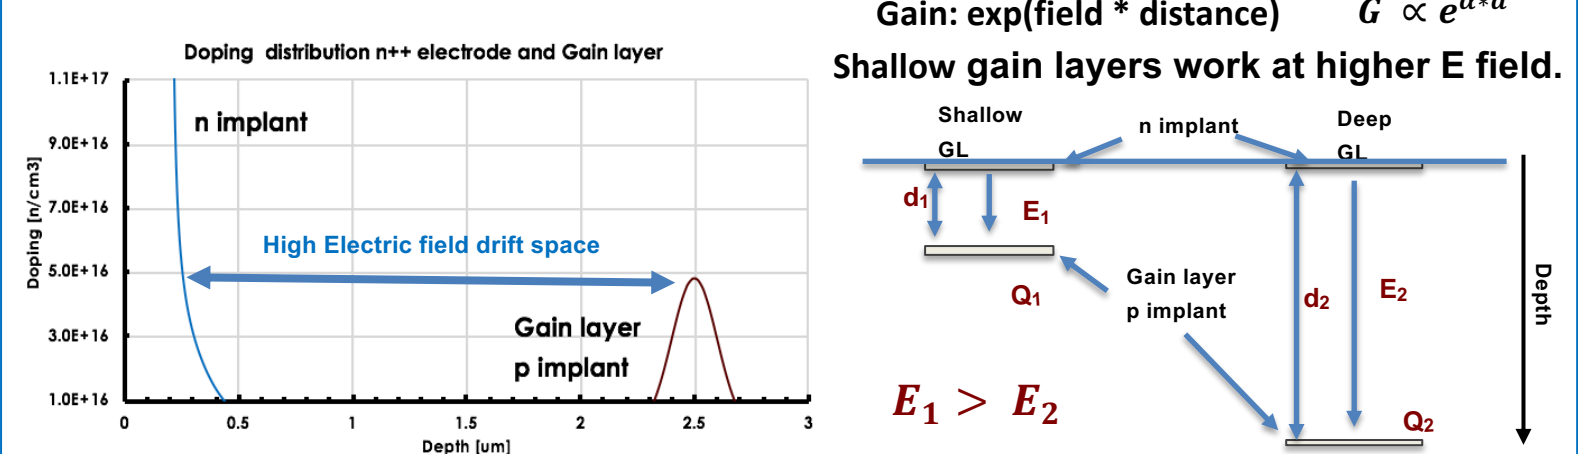 Gain: exp(field * distance)
G ∝ e^α*d
Shallow gain layers work at higher E field.
Doping distribution n++ electrode and Gain layer
Doping [n/cm3]
1.1E+17
9.0E+16
7.0E+16
5.0E+16
3.0E+16
1.0E+16
n implant
High Electric field drift space
Gain layer
p implant
0
0.5
1
1.5
2
2.5
3
Depth [um]
Shallow
GL
n implant
Deep
GL
d1
E1
Q1
Gain layer
p implant
d2
E2
Q2
E1 > E2
Depth